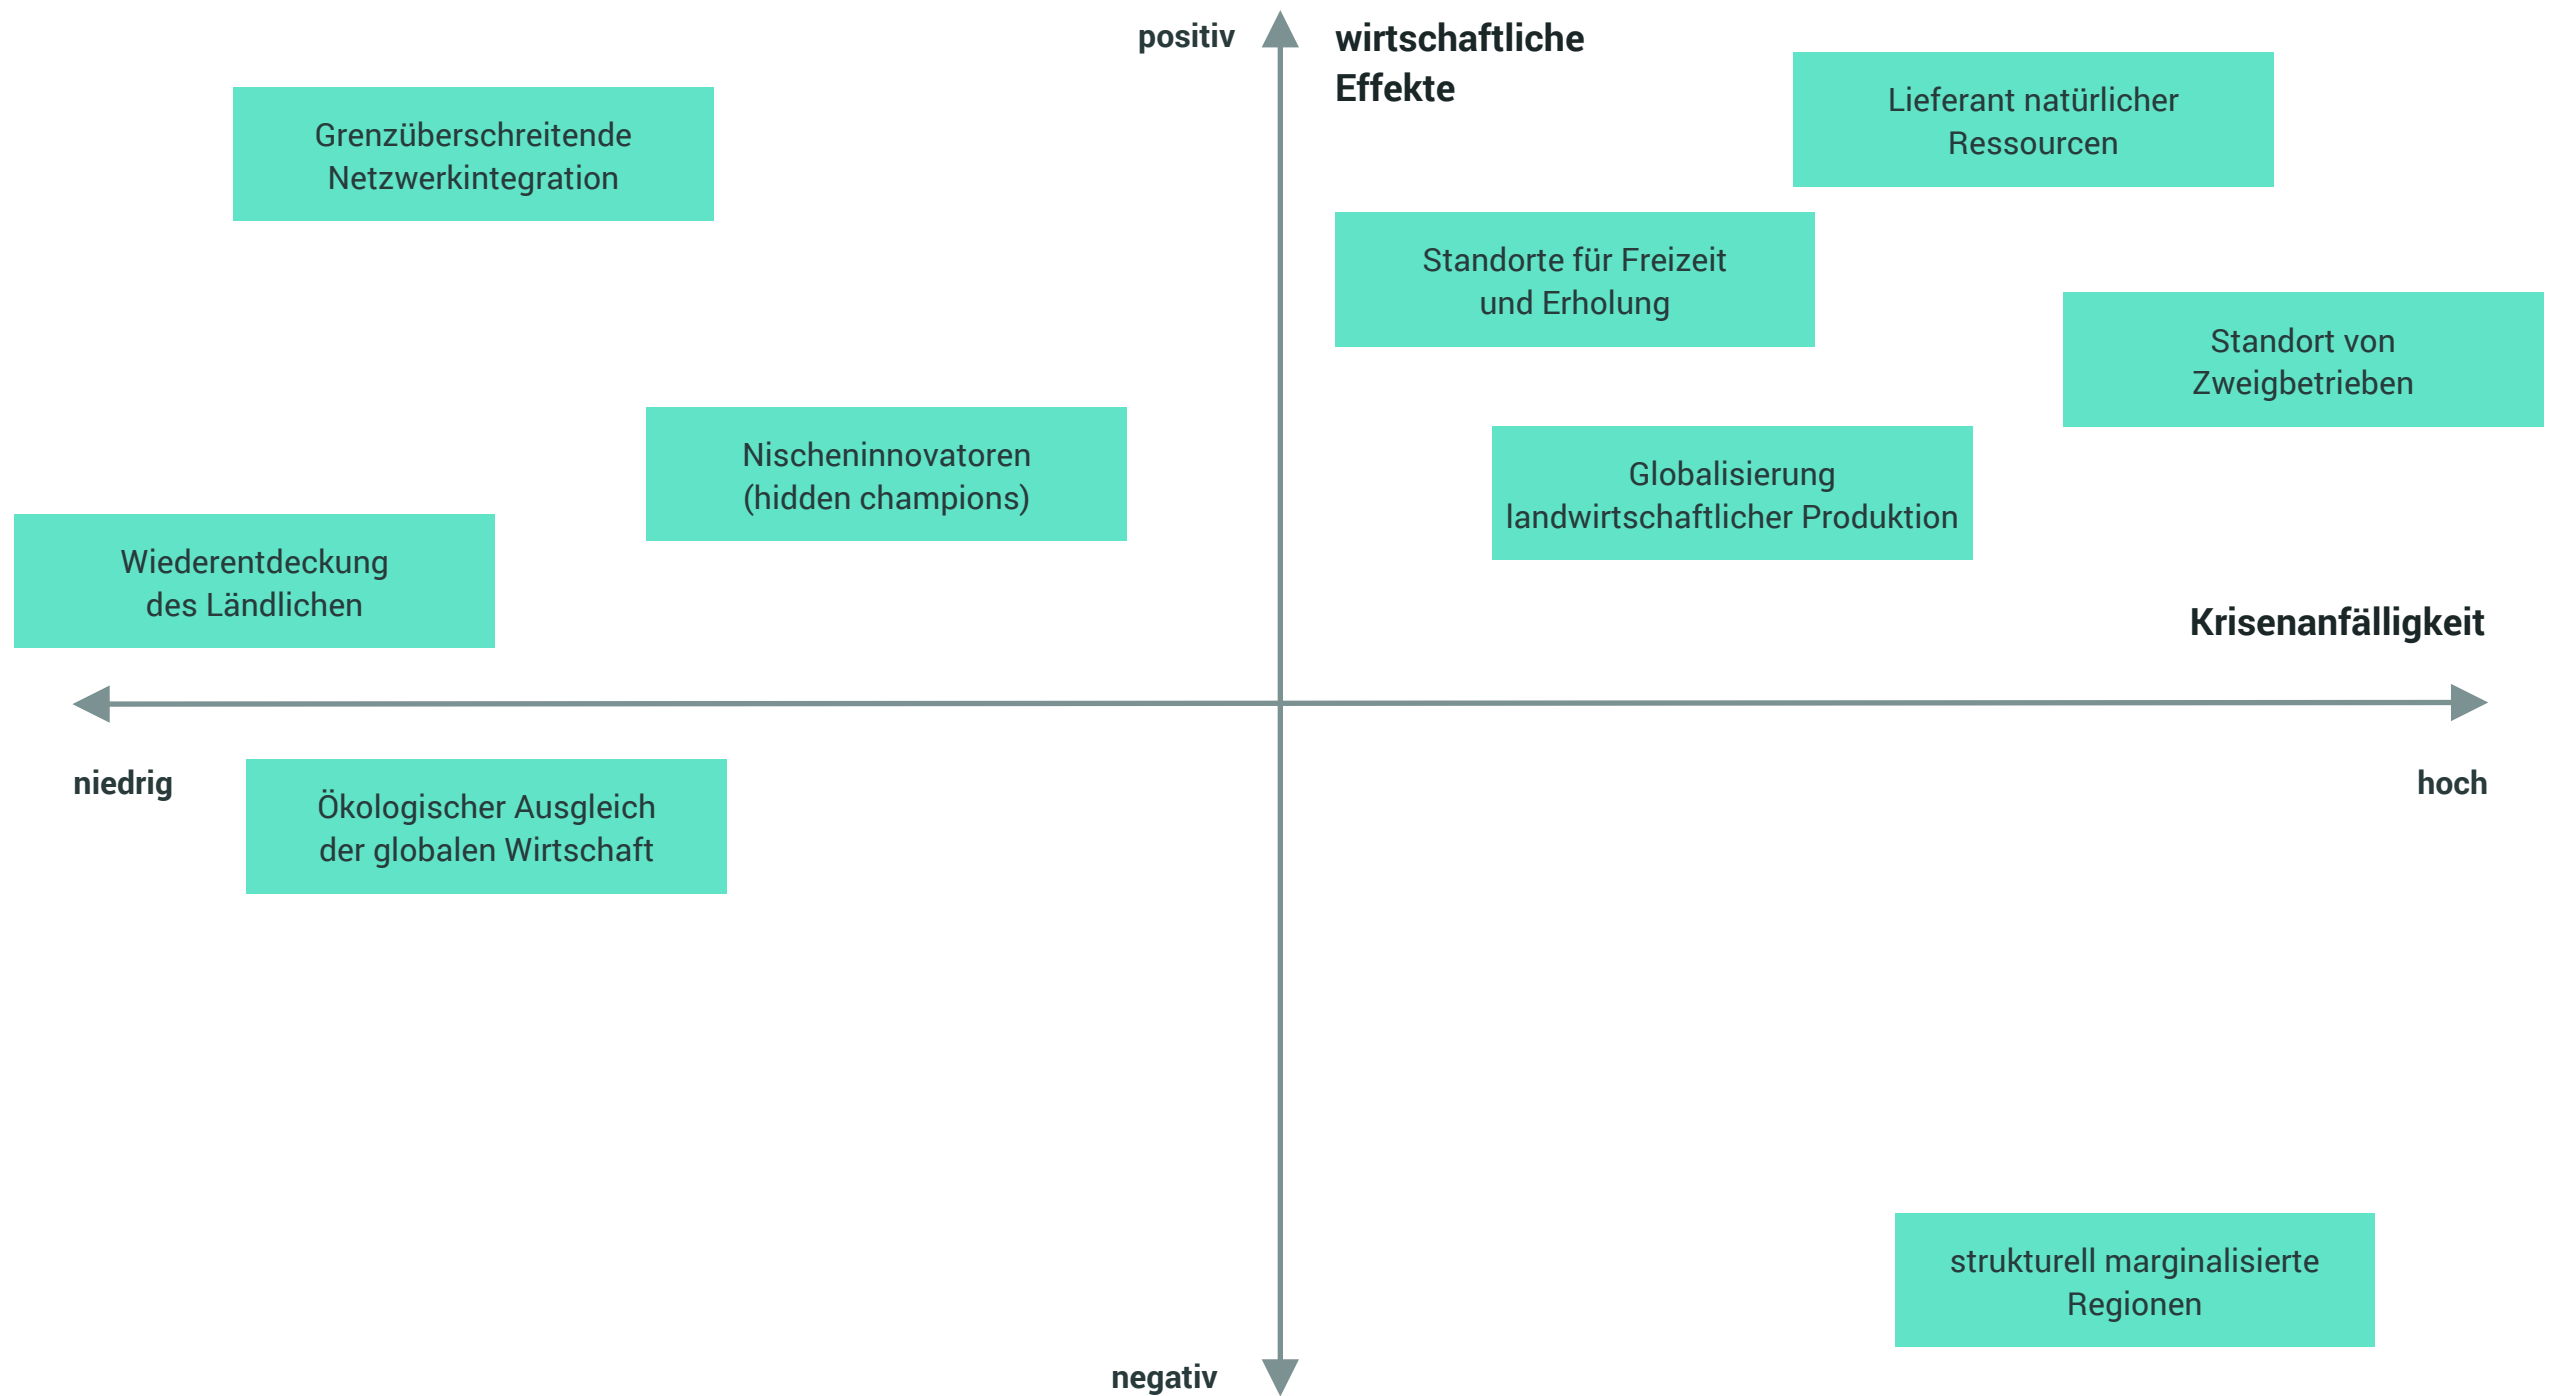 positiv
wirtschaftliche
Effekte
Lieferant natürlicher
Ressourcen
Grenzüberschreitende
Netzwerkintegration
Standorte für Freizeit
und Erholung
Standort von
Zweigbetrieben
Nischeninnovatoren
(hidden champions)
Globalisierung
landwirtschaftlicher Produktion
Wiederentdeckung
des Ländlichen
Krisenanfälligkeit
niedrig
hoch
Ökologischer Ausgleich
der globalen Wirtschaft
strukturell marginalisierte
Regionen
negativ